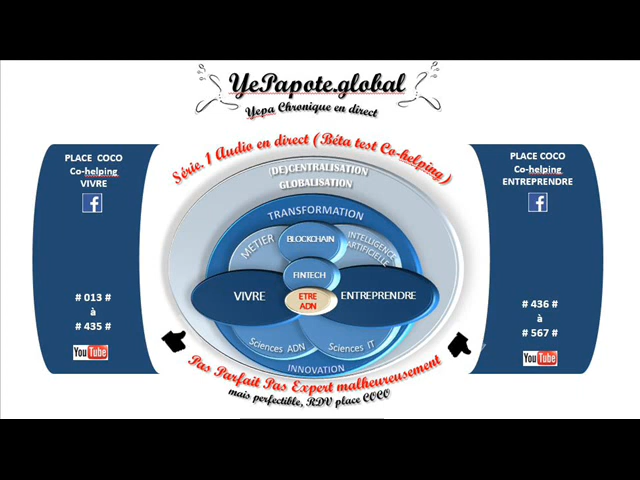 YePapote.global
Yepa Chronique en direct
Série, 1 Audio en direct ( Béta test Co-helping)
PLACE COCO
Co-helping
VIVRE
f
# 013 #
à
# 435 #
YouTube
(DE)CENTRALISATION
GLOBALISATION
TRANSFORMATION
METIER
BLOCKCHAIN
INTELLIGENCE
ARTIFICIELLE
FINTECH
VIVRE
ETRE
ADN
ENTREPRENDRE
Sciences ADN
Sciences IT
INNOVATION
PLACE COCO
Co-helping
ENTREPRENDRE
f
# 436 #
à
# 567 #
YouTube
Pas Parfait Pas Expert malheureusement
mais perfectible, RDV place COCO